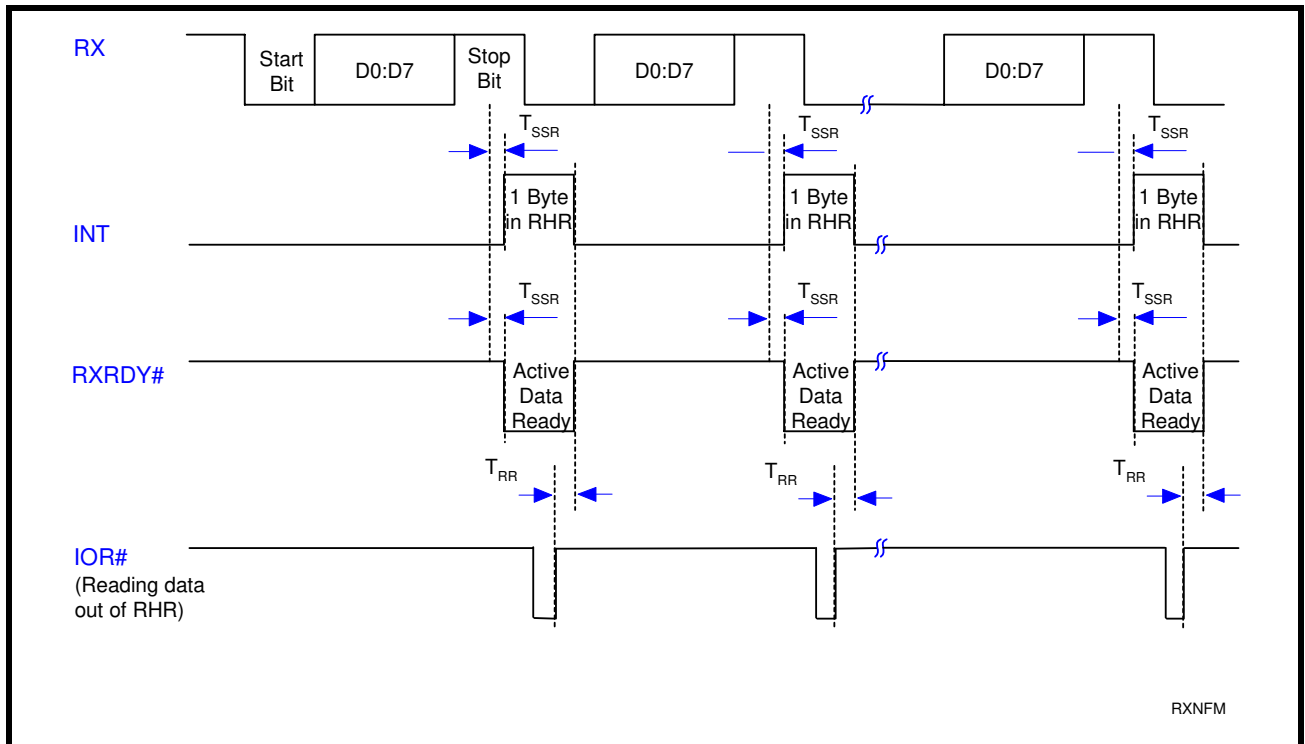 RX
Start
Bit
D0:D7
Stop
Bit
D0:D7
D0:D7
TSSR
TSSR
TSSR
INT
1 Byte
in RHR
1 Byte
in RHR
1 Byte
in RHR
TSSR
TSSR
TSSR
RXRDY#
Active
Data
Ready
Active
Data
Ready
Active
Data
Ready
TRR
TRR
TRR
IOR#
(Reading data
out of RHR)
RXNFM